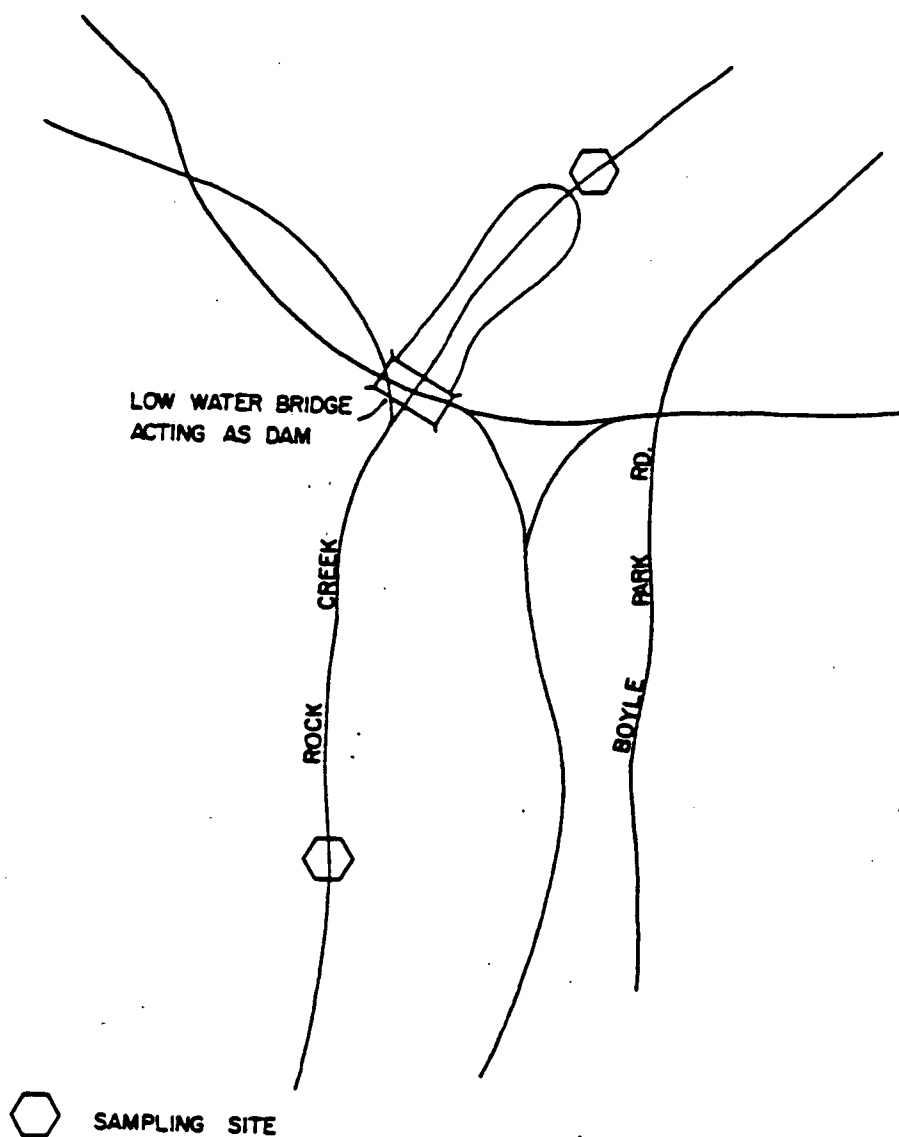 LOW WATER BRIDGE
ACTING AS DAM
ROCK CREEK
BOYLE PARK RD.
SAMPLING SITE